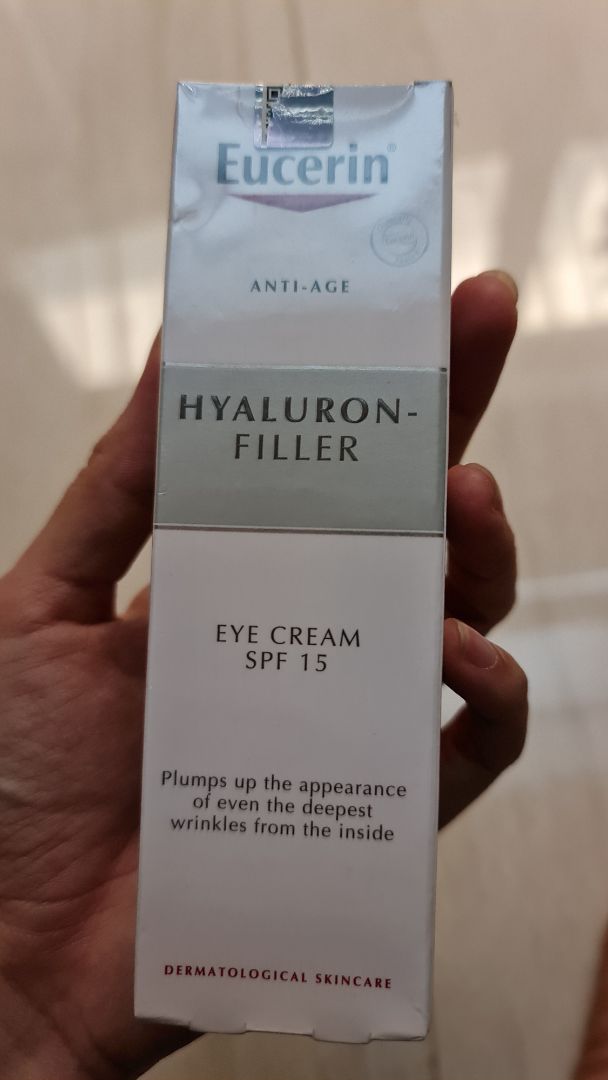 Eucerin®
ANTI-AGE
HYALURON-
FILLER
EYE CREAM
SPF 15
Plumps up the appearance
of even the deepest
wrinkles from the inside
DERMATOLOGICAL SKINCARE